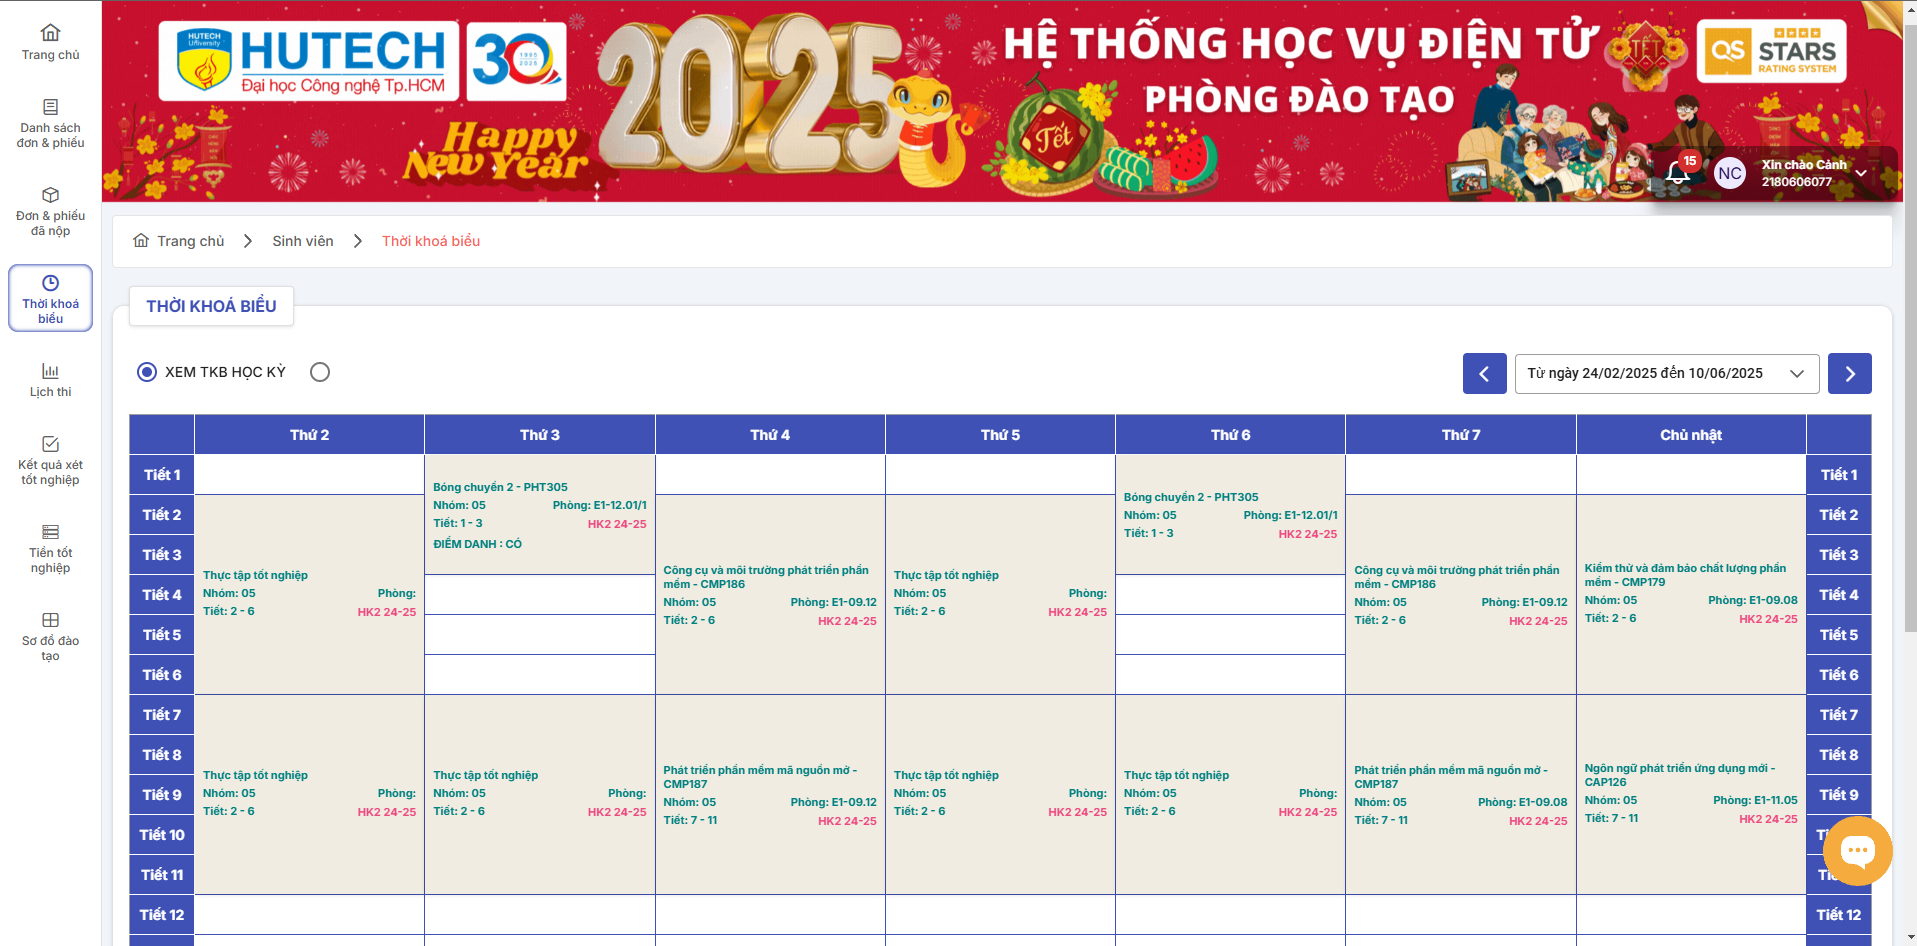 Trang chủ
Danh sách
đơn & phiếu
Đơn & phiếu
đã nộp
Thời khoá
biểu
Lịch thi
Kết quả xét
tốt nghiệp
Tiền tốt
nghiệp
Sơ đồ đào
tạo
HUTECH
University
HUTECH
Đại học Công nghệ Tp.HCM
30
1995
2025
Happy
New Year
2025
Tết
HỆ THỐNG HỌC VỤ ĐIỆN TỬ
PHÒNG ĐÀO TẠO
TẾT
QS
STARS
RATING SYSTEM
15
NC
Xin chào Cảnh
2180606077
Trang chủ
Sinh viên
Thời khoá biểu
THỜI KHOÁ BIỂU
XEM TKB HỌC KỲ
Từ ngày 24/02/2025 đến 10/06/2025
Thứ 2 Thứ 3 Thứ 4 Thứ 5 Thứ 6 Thứ 7 Chủ nhật
Tiết 1
Tiết 2
Tiết 3
Tiết 4
Tiết 5
Tiết 6
Tiết 7
Tiết 8
Tiết 9
Tiết 10
Tiết 11
Tiết 12
Thực tập tốt nghiệp
Nhóm: 05 Phòng:
Tiết: 2 - 6 HK2 24-25
Thực tập tốt nghiệp
Nhóm: 05 Phòng:
Tiết: 2 - 6 HK2 24-25
Bóng chuyền 2 - PHT305
Nhóm: 05 Phòng: E1-12.01/1
Tiết: 1 - 3 HK2 24-25
ĐIỂM DANH : CÓ
Thực tập tốt nghiệp
Nhóm: 05 Phòng:
Tiết: 2 - 6 HK2 24-25
Công cụ và môi trường phát triển phần
mềm - CMP186
Nhóm: 05 Phòng: E1-09.12
Tiết: 2 - 6 HK2 24-25
Phát triển phần mềm mã nguồn mở -
CMP187
Nhóm: 05 Phòng: E1-09.12
Tiết: 7 - 11 HK2 24-25
Thực tập tốt nghiệp
Nhóm: 05 Phòng:
Tiết: 2 - 6 HK2 24-25
Thực tập tốt nghiệp
Nhóm: 05 Phòng:
Tiết: 2 - 6 HK2 24-25
Bóng chuyền 2 - PHT305
Nhóm: 05 Phòng: E1-12.01/1
Tiết: 1 - 3 HK2 24-25
Thực tập tốt nghiệp
Nhóm: 05 Phòng:
Tiết: 2 - 6 HK2 24-25
Công cụ và môi trường phát triển phần
mềm - CMP186
Nhóm: 05 Phòng: E1-09.12
Tiết: 2 - 6 HK2 24-25
Phát triển phần mềm mã nguồn mở -
CMP187
Nhóm: 05 Phòng: E1-09.08
Tiết: 7 - 11 HK2 24-25
Kiểm thử và đảm bảo chất lượng phần
mềm - CMP179
Nhóm: 05 Phòng: E1-09.08
Tiết: 2 - 6 HK2 24-25
Ngôn ngữ phát triển ứng dụng mới -
CAP126
Nhóm: 05 Phòng: E1-11.05
Tiết: 7 - 11 HK2 24-25
Tiết 1
Tiết 2
Tiết 3
Tiết 4
Tiết 5
Tiết 6
Tiết 7
Tiết 8
Tiết 9
Tiết 12